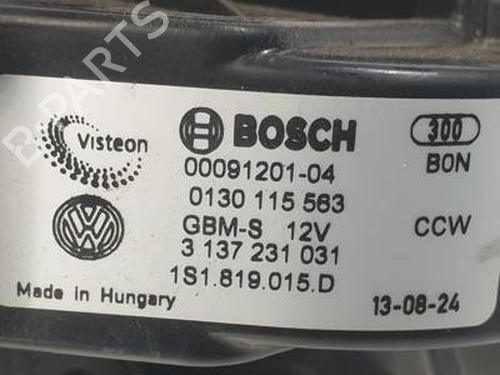 B-PARTS
Visteon
BOSCH
300
00091201-04
B0N
0130 115 563
GBM-S 12V
CCW
3 137 231 031
1S1.819.015.D
Made in Hungary
13-08-24